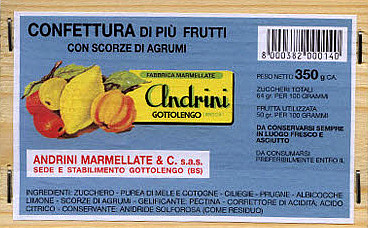 CONFETTURA DI PIÙ FRUTTI
CON SCORZE DI AGRUMI
8 000382 000140
FABBRICA MARMELLATE
Andrini
GOTTOLENGO
PESO NETTO 350 g CA.
ZUCCHERI TOTALI
64 gr. PER 100 GRAMMI
FRUTTA UTILIZZATA
50 gr. PER 100 GRAMMI
DA CONSERVARSI SEMPRE
IN LUOGO FRESCO E
ASCIUTTO
DA CONSUMARSI
PREFERIBILMENTE ENTRO IL
ANDRINI MARMELLATE & C. s.a.s.
SEDE E STABILIMENTO GOTTOLENGO (BS)
INGREDIENTI: ZUCCHERO - PUREA DI MELE E COTOGNE - CILIEGIE - PRUGNE - ALBICOCCHE
LIMONE - SCORZE DI AGRUMI - GELIFICANTE: PECTINA - CORRETTORE DI ACIDITÀ: ACIDO
CITRICO - CONSERVANTE: ANIDRIDE SOLFOROSA (COME RESIDUO)